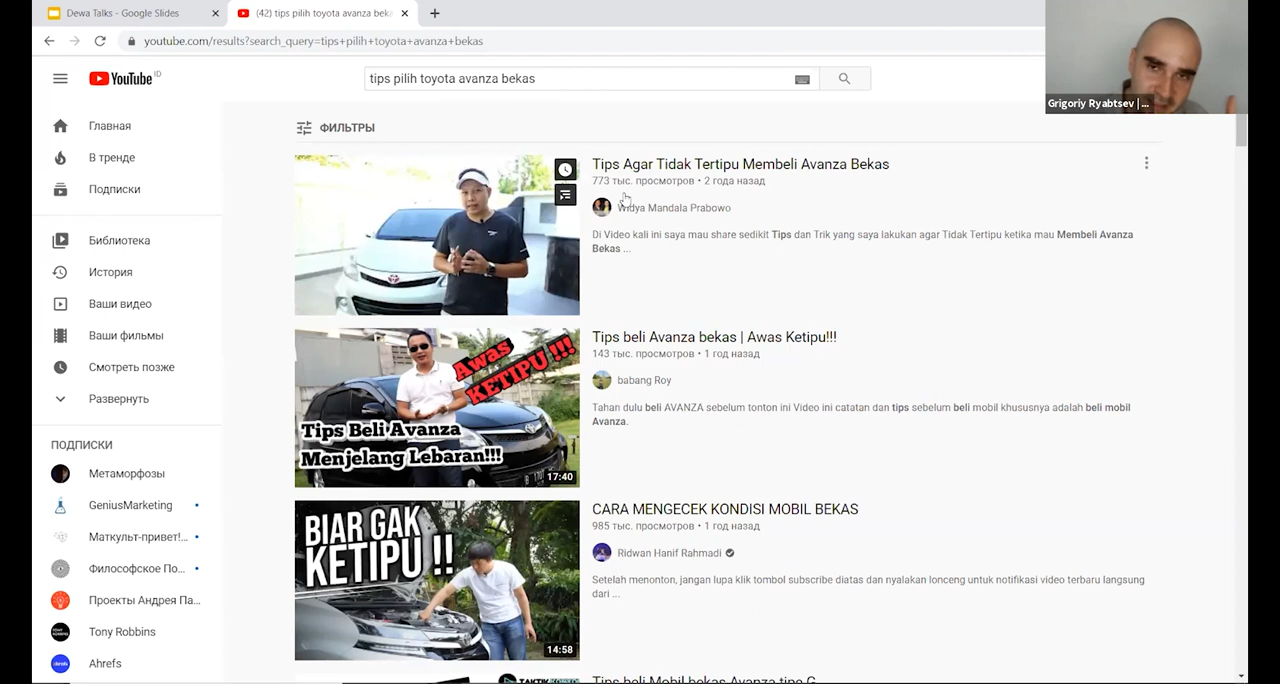 Dewa Talks - Google Slides
(42) tips pilih toyota avanza beka
youtube.com/results?search_query=tips+pilih+toyota+avanza+bekas
YouTube ID
tips pilih toyota avanza bekas
Grigoriy Ryabtsev | ...
Главная
В тренде
Подписки
Библиотека
История
Ваши видео
Ваши фильмы
Смотреть позже
Развернуть
ПОДПИСКИ
Метаморфозы
GeniusMarketing
Маткульт-привет!...
Философское По...
Проекты Андрея Па...
Tony Robbins
Ahrefs
ФИЛЬТРЫ
Tips Agar Tidak Tertipu Membeli Avanza Bekas
773 тыс. просмотров • 2 года назад
Widya Mandala Prabowo
Di Video kali ini saya mau share sedikit Tips dan Trik yang saya lakukan agar Tidak Tertipu ketika mau Membeli Avanza
Bekas ...
Awas
KETIPU !!!
Tips Beli Avanza
Menjelang Lebaran!!!
17:40
Tips beli Avanza bekas | Awas Ketipu!!!
143 тыс. просмотров • 1 год назад
babang Roy
Tahan dulu beli AVANZA sebelum tonton ini Video ini catatan dan tips sebelum beli mobil khususnya adalah beli mobil
Avanza.
BIAR GAK
KETIPU !!
14:58
CARA MENGECEK KONDISI MOBIL BEKAS
985 тыс. просмотров • 1 год назад
Ridwan Hanif Rahmadi
Setelah menonton, jangan lupa klik tombol subscribe diatas dan nyalakan lonceng untuk notifikasi video terbaru langsung
dari ...
Tips beli Mobil bekas Avanza tipe G